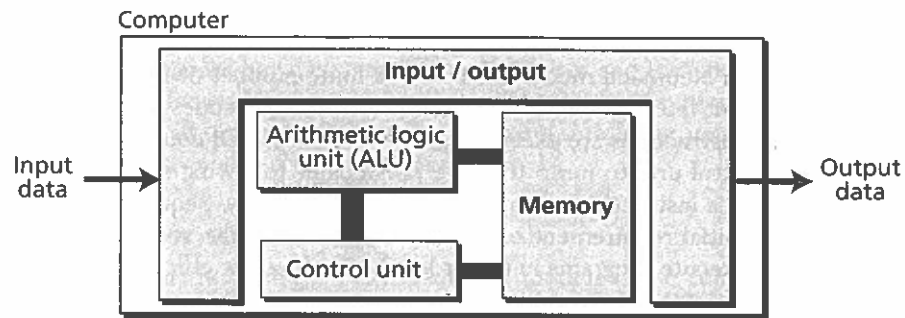 Computer
Input / output
Arithmetic logic
unit (ALU)
Input
data
Memory
Output
data
Control unit